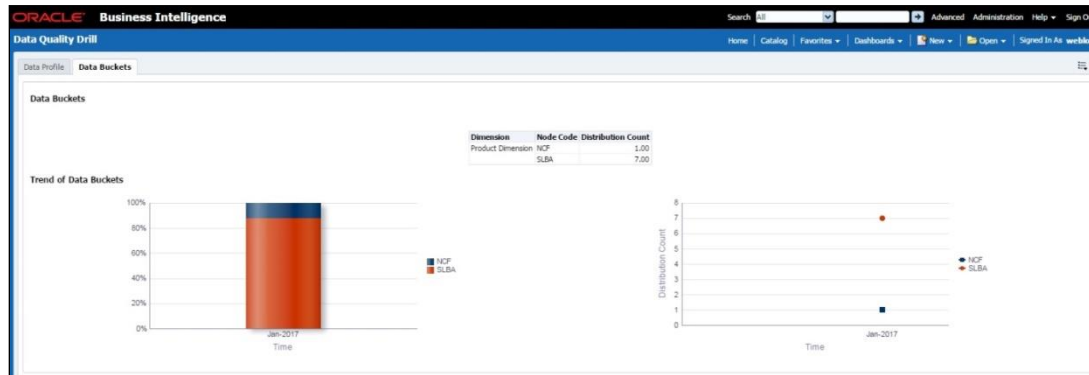 ORACLE Business Intelligence Search All Advanced Administration Help Sign O
Data Quality Drill Home Catalog Favorites Dashboards New Open Signed In As weblo
Data Profile Data Buckets
Data Buckets
Dimension Node Code Distribution Count
Product Dimension NCF 1.00
SLBA 7.00
Trend of Data Buckets
100%
80%
60%
40%
20%
0%
Jan-2017
Time
NCF
SLBA
Distribution Count
8
7
6
5
4
3
2
1
0
Jan-2017
Time
NCF
SLBA